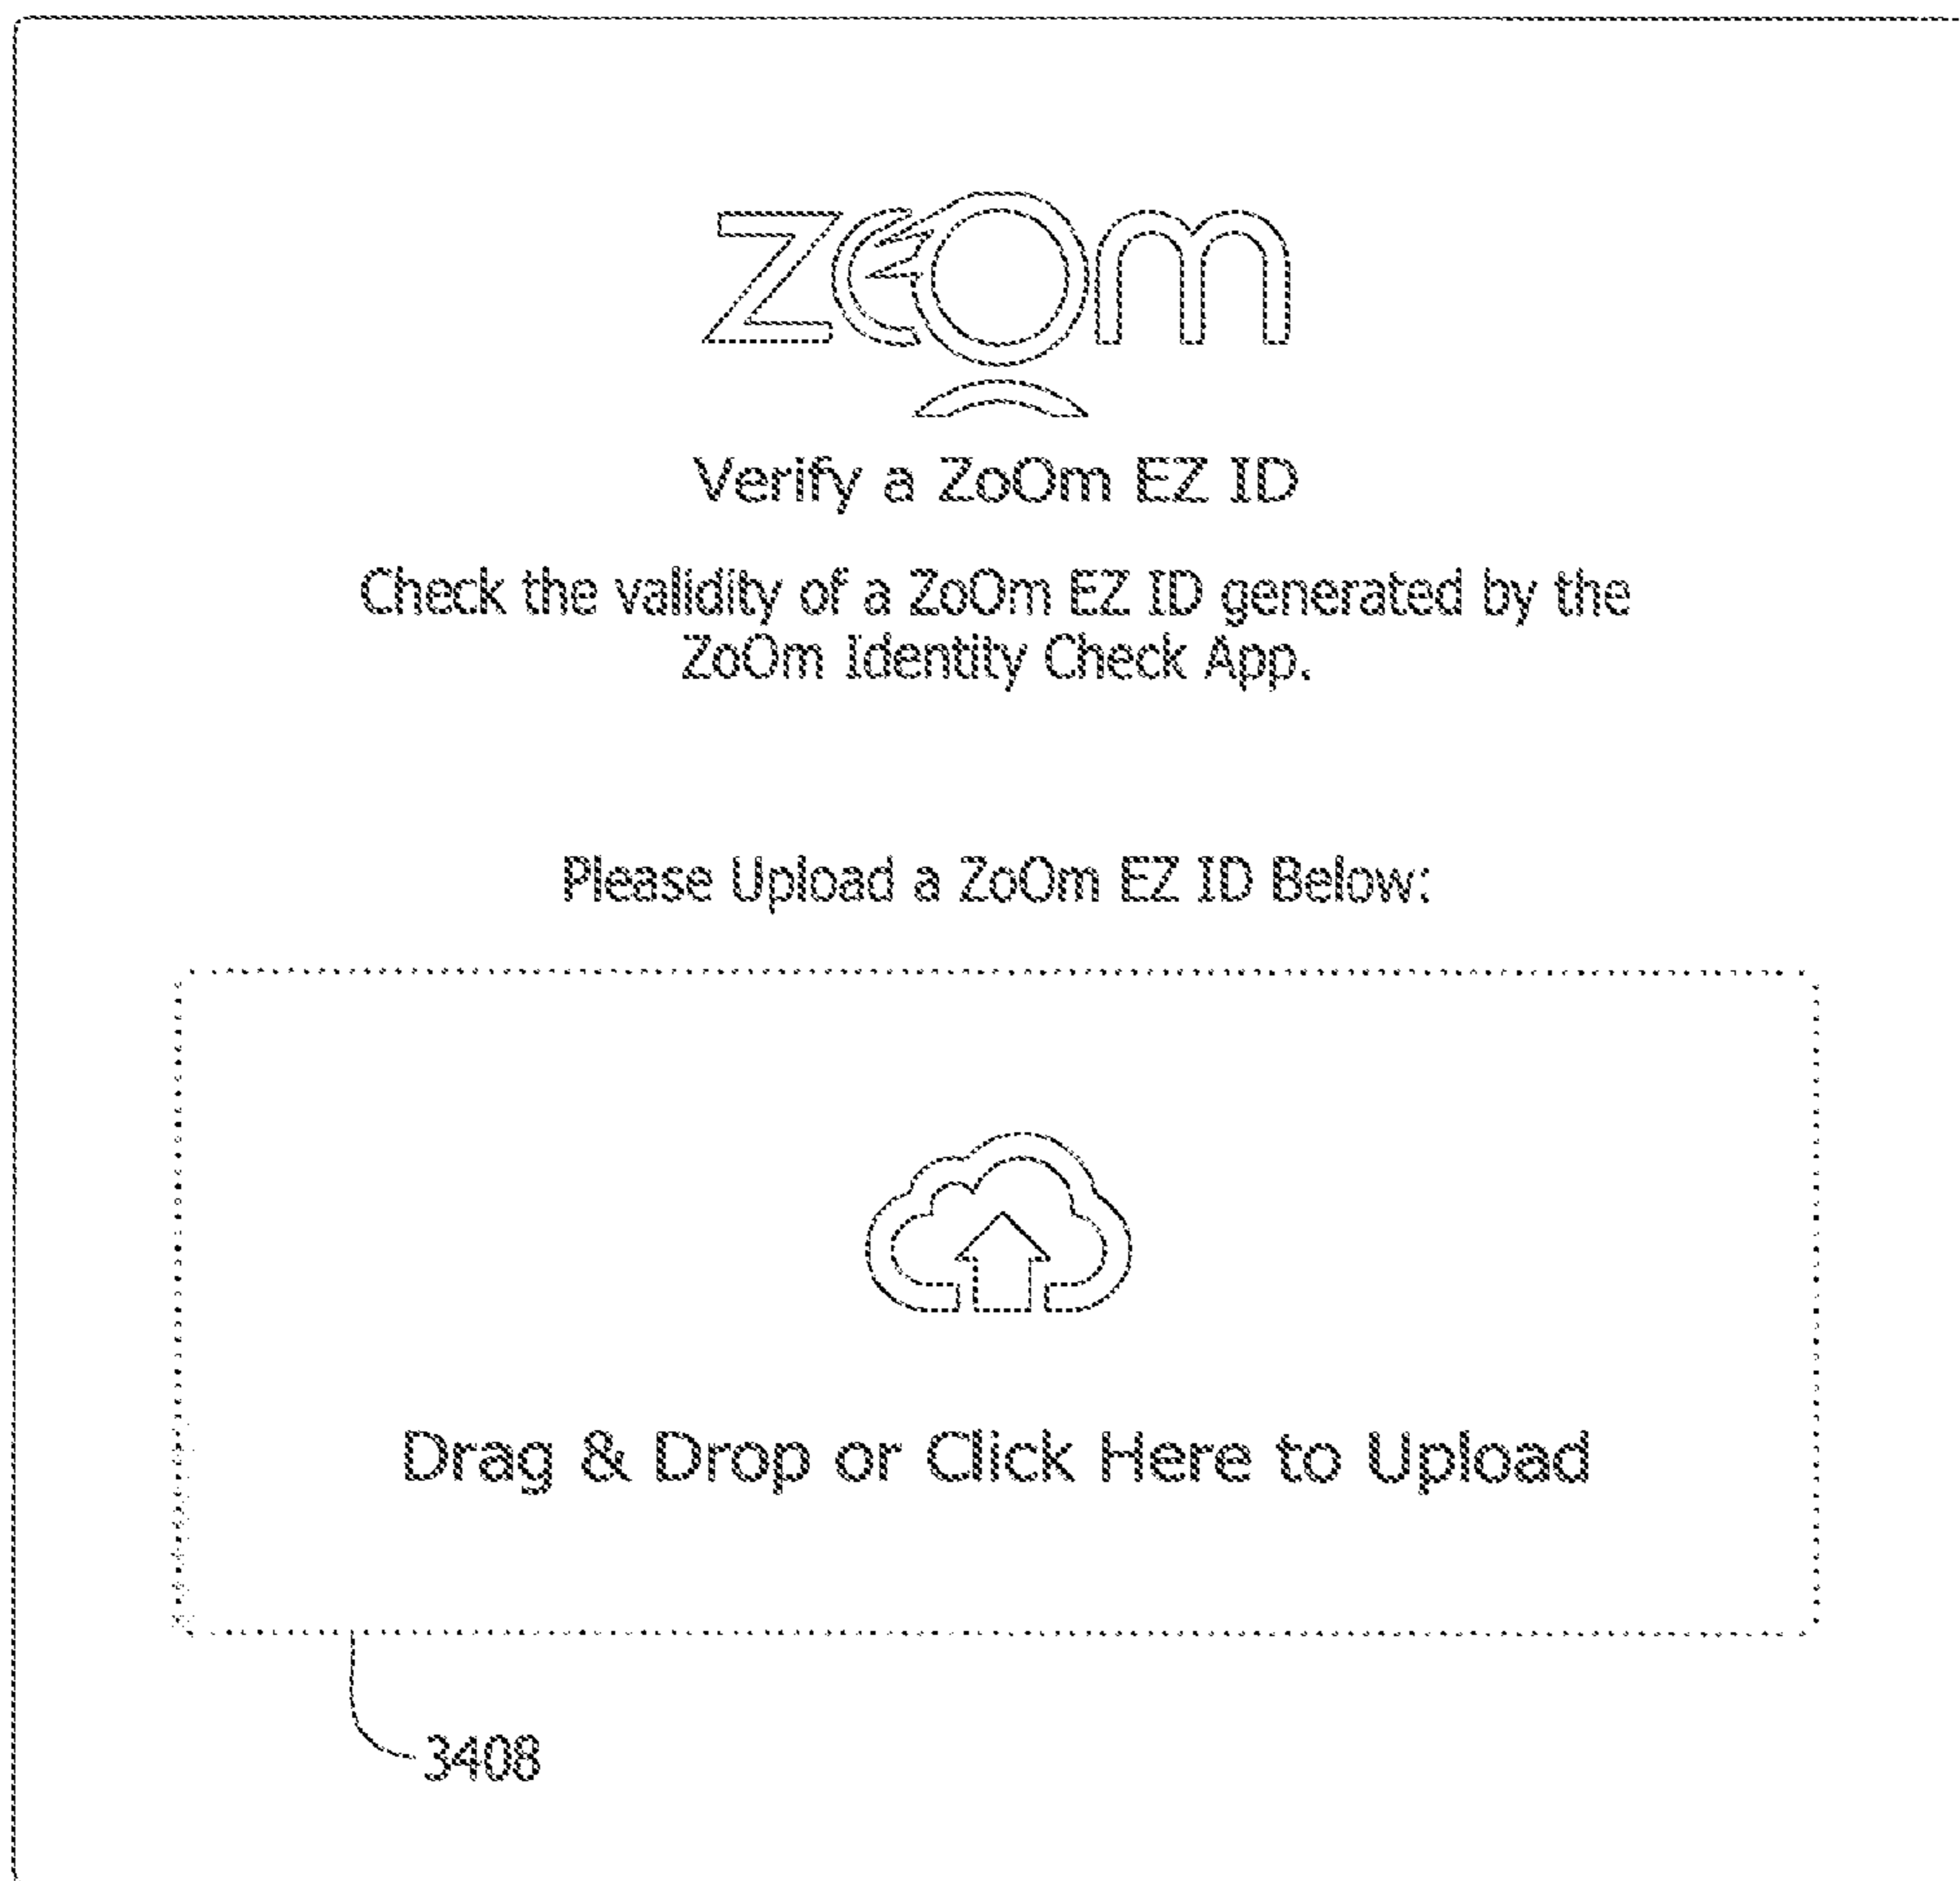 zoOm
Verify a ZoOm EZ ID
Check the validity of a ZoOm EZ ID generated by the
ZoOm Identity Check App.
Please Upload a ZoOm EZ ID Below:
Drag & Drop or Click Here to Upload
3408